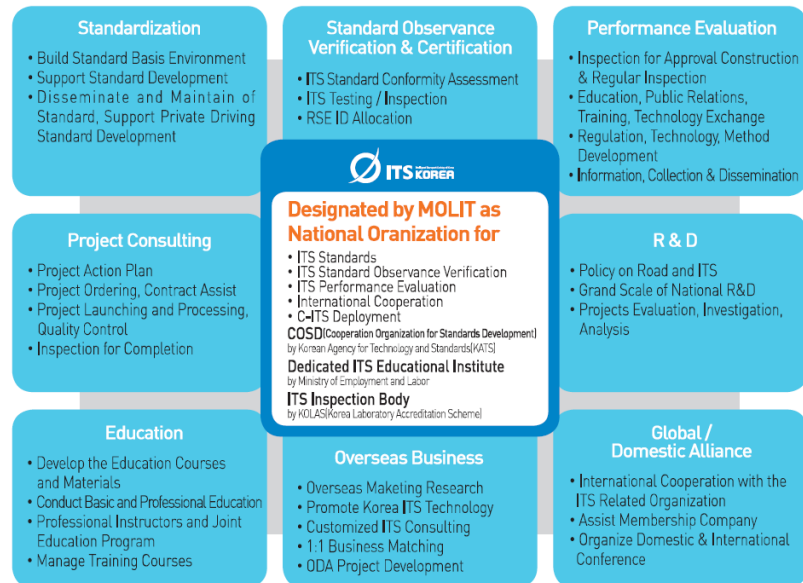 Standardization
• Build Standard Basis Environment
• Support Standard Development
• Disseminate and Maintain of
Standard, Support Private Driving
Standard Development
Standard Observance
Verification & Certification
• ITS Standard Conformity Assessment
• ITS Testing / Inspection
• RSE ID Allocation
Performance Evaluation
• Inspection for Approval Construction
& Regular Inspection
• Education, Public Relations,
Training, Technology Exchange
• Regulation, Technology, Method
Development
• Information, Collection & Dissemination
ITS KOREA
Designated by MOLIT as
National Oranization for
• ITS Standards
• ITS Standard Observance Verification
• ITS Performance Evaluation
• International Cooperation
• C-ITS Deployment
COSD(Cooperation Organization for Standards Development)
by Korean Agency for Technology and Standards(KATS)
Dedicated ITS Educational Institute
by Ministry of Employment and Labor
ITS Inspection Body
by KOLAS(Korea Laboratory Accreditation Scheme)
Project Consulting
• Project Action Plan
• Project Ordering, Contract Assist
• Project Launching and Processing,
Quality Control
• Inspection for Completion
R & D
• Policy on Road and ITS
• Grand Scale of National R&D
• Projects Evaluation, Investigation,
Analysis
Education
• Develop the Education Courses
and Materials
• Conduct Basic and Professional Education
• Professional Instructors and Joint
Education Program
• Manage Training Courses
Overseas Business
• Overseas Maketing Research
• Promote Korea ITS Technology
• Customized ITS Consulting
• 1:1 Business Matching
• ODA Project Development
Global /
Domestic Alliance
• International Cooperation with the
ITS Related Organization
• Assist Membership Company
• Organize Domestic & International
Conference